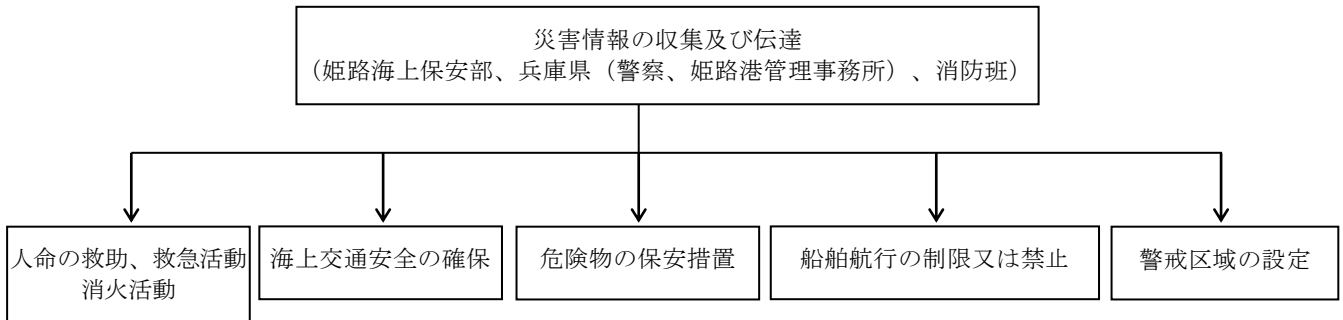 災害情報の収集及び伝達
（姫路海上保安部、兵庫県（警察、姫路港管理事務所）、消防班）
人命の救助、救急活動
消火活動
海上交通安全の確保
危険物の保安措置
船舶航行の制限又は禁止
警戒区域の設定